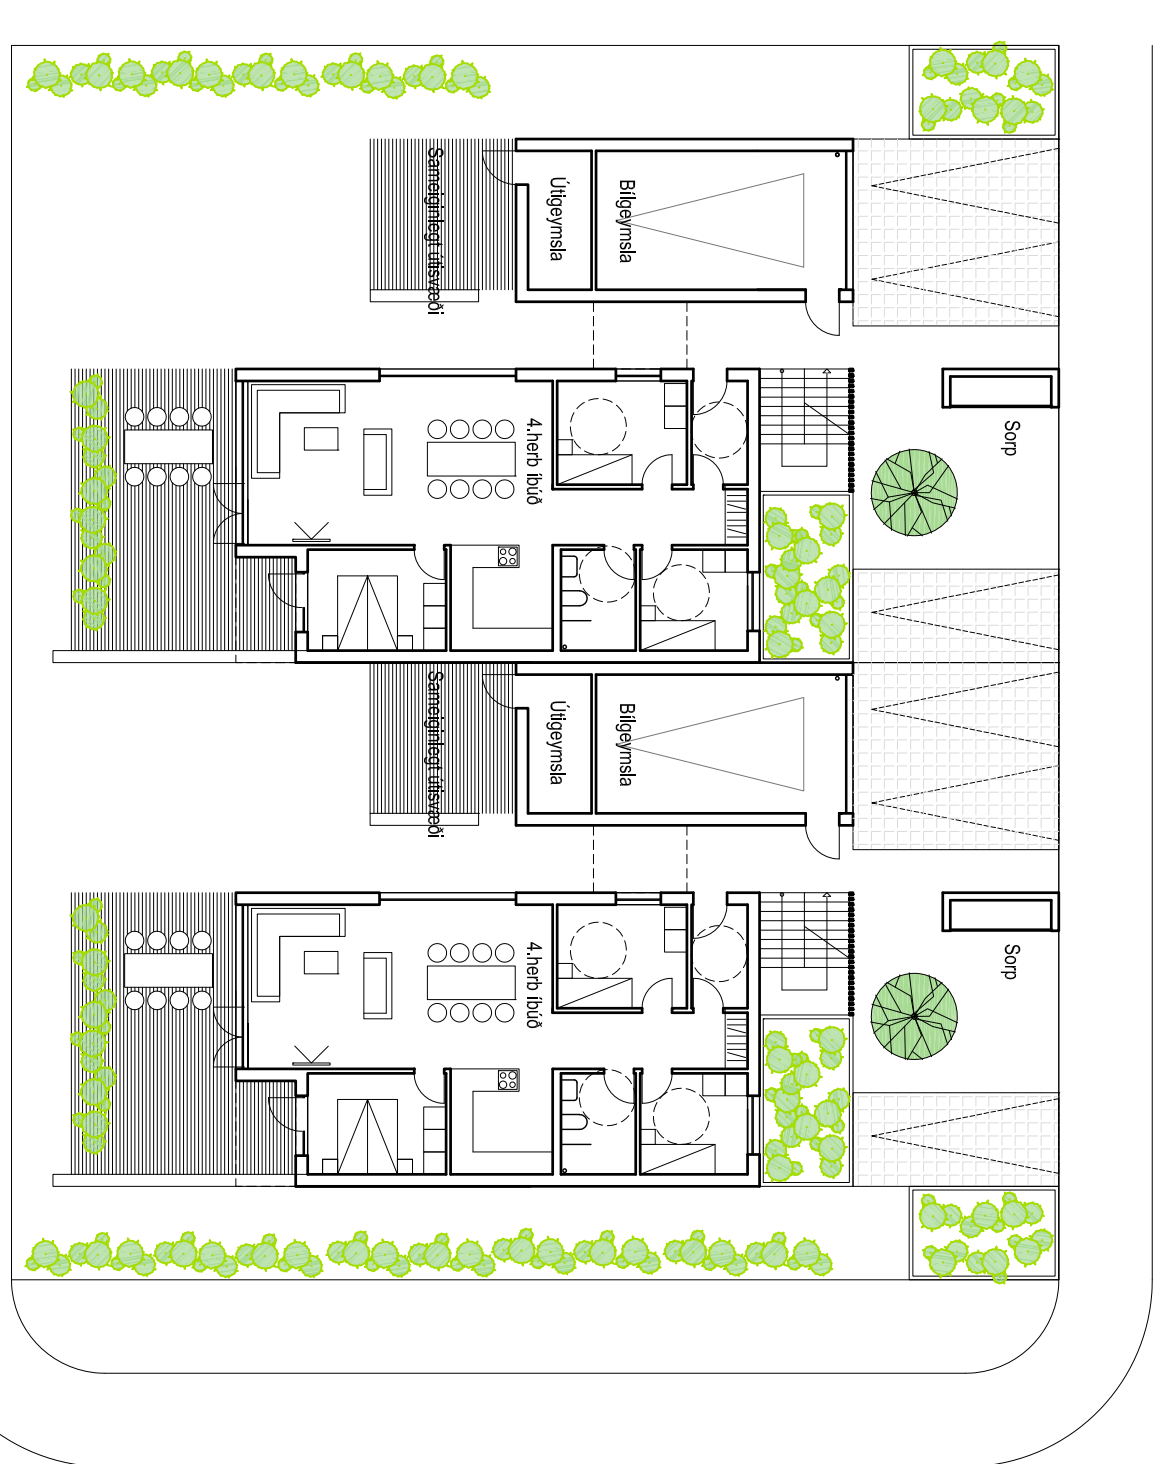 Sameiginlegt útisvæði
Útigeymsla
Bílgeymsla
4.herb íbúð
Sorp
Sameiginlegt útisvæði
Útigeymsla
Bílgeymsla
4.herb íbúð
Sorp